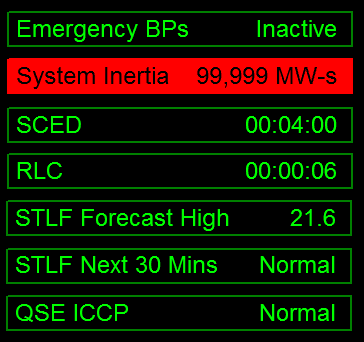 Emergency BPs Inactive
System Inertia 99,999 MW-s
SCED 00:04:00
RLC 00:00:06
STLF Forecast High 21.6
STLF Next 30 Mins Normal
QSE ICCP Normal